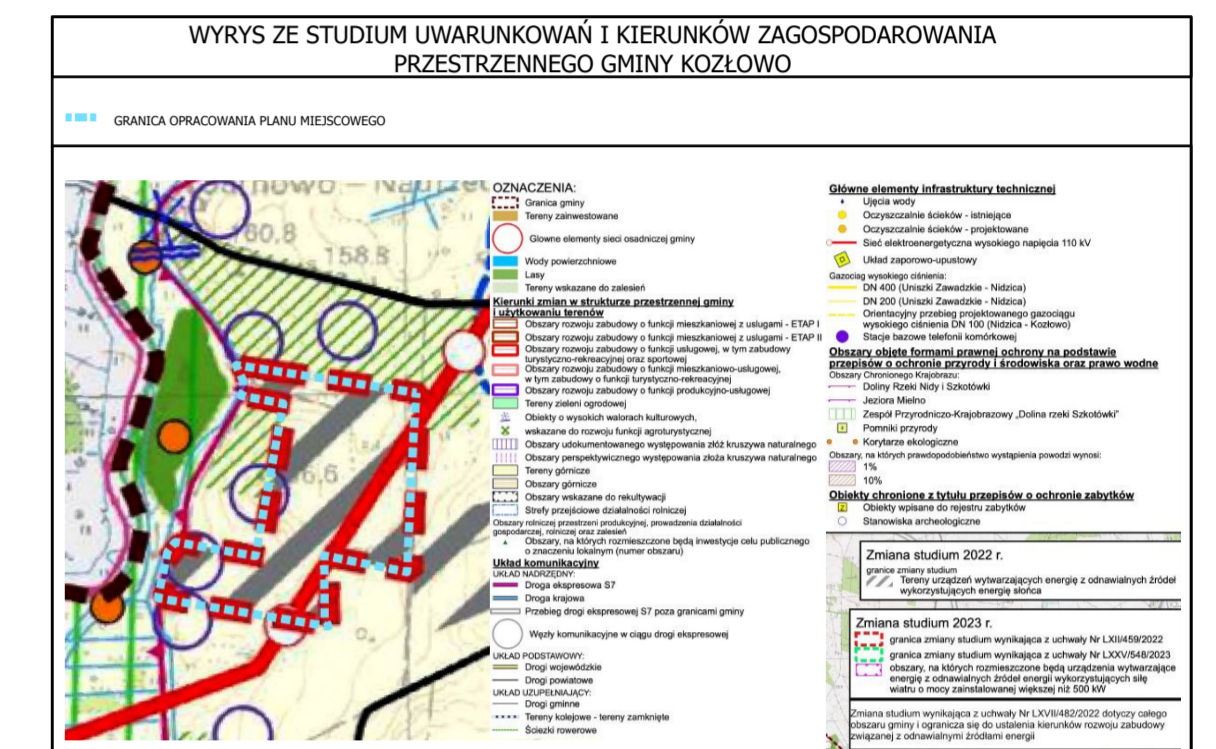 WYRYS ZE STUDIUM UWARUNKOWAŃ I KIERUNKÓW ZAGOSPODAROWANIA
PRZESTRZENNEGO GMINY KOZŁOWO
GRANICA OPRACOWANIA PLANU MIEJSCOWEGO
60,8
158.8
6,6
OZNACZENIA:
Granica gminy
Tereny zainwestowane
Glowne elementy sieci osadniczej gminy
Wody powierzchniowe
Lasy
Tereny wskazane do zalesień
Kierunki zmian w strukturze przestrzennej gminy
i użytkowaniu terenów
Obszary rozwoju zabudowy o funkcji mieszkaniowej z uslugami - ETAP I
Obszary rozwoju zabudowy o funkcji mieszkaniowej z usługami - ETAP II
Obszary rozwoju zabudowy o funkcji usługowej, w tym zabudowy
turystyczno-rekreacyjnej oraz sportowej
Obszary rozwoju zabudowy o funkcji mieszkaniowo-uslugowej,
w tym zabudowy o funkcji turystyczno-rekreacyjnej
Obszary rozwoju zabudowy o funkcji produkcyjno-usługowej
Tereny zieleni ogrodowej
Obiekty o wysokich walorach kulturowych,
wskazane do rozwoju funkcji agroturystycznej
Obszary udokumentowanego występowania złóż kruszywa naturalnego
Obszary perspektywicznego występowania złoża kruszywa naturalnego
Tereny górnicze
Obszary górnicze
Obszary wskazane do rekultywacji
Strefy przejściowe działalności rolniczej
Obszary rolniczej przestrzeni produkcyjnej, prowadzenia działalności
gospodarczej, rolniczej oraz zalesień
Obszary, na których rozmieszczone będą inwestycje celu publicznego
o znaczeniu lokalnym (numer obszaru)
Układ komunikacyjny
UKŁAD NADRZĘDNY:
Droga ekspresowa S7
Droga krajowa
Przebieg drogi ekspresowej S7 poza granicami gminy
Węzły komunikacyjne w ciągu drogi ekspresowej
UKŁAD PODSTAWOWY:
Drogi wojewódzkie
Drogi powiatowe
UKŁAD UZUPEŁNIAJĄCY:
Drogi gminne
Tereny kolejowe - tereny zamknięte
Ścieżki rowerowe
Główne elementy infrastruktury technicznej
Ujęcia wody
Oczyszczalnie ścieków - istniejące
Oczyszczalnie ścieków - projektowane
Sieć elektroenergetyczna wysokiego napięcia 110 kV
Układ zaporowo-upustowy
Gazociąg wysokiego ciśnienia:
DN 400 (Uniszki Zawadzkie - Nidzica)
DN 200 (Uniszki Zawadzkie - Nidzica)
Orientacyjny przebieg projektowanego gazociągu
wysokiego ciśnienia DN 100 (Nidzica - Kozłowo)
Stacje bazowe telefonii komórkowej
Obszary objęte formami prawnej ochrony na podstawie
przepisów o ochronie przyrody i środowiska oraz prawo wodne
Obszary Chronionego Krajobrazu:
Doliny Rzeki Nidy i Szkotówki
Jeziora Mielno
Zespół Przyrodniczo-Krajobrazowy „Dolina rzeki Szkotówki"
Pomniki przyrody
Korytarze ekologiczne
Obszary, na których prawdopodobieństwo wystąpienia powodzi wynosi:
1%
10%
Obiekty chronione z tytułu przepisów o ochronie zabytków
Z Obiekty wpisane do rejestru zabytków
Stanowiska archeologiczne
Zmiana studium 2022 r.
granice zmiany studium
Tereny urządzeń wytwarzających energię z odnawialnych źródeł
wykorzystujących energię słońca
Zmiana studium 2023 r.
granica zmiany studium wynikająca z uchwały Nr LXII/459/2022
granica zmiany studium wynikająca z uchwały Nr LXXV/548/2023
obszary, na których rozmieszczone będą urządzenia wytwarzające
energię z odnawialnych źródeł energii wykorzystujących siłę
wiatru o mocy zainstalowanej większej niż 500 kW
Zmiana studium wynikająca z uchwały Nr LXVII/482/2022 dotyczy całego
obszaru gminy i ogranicza się do ustalenia kierunków rozwoju zabudowy
związanej z odnawialnymi źródłami energii